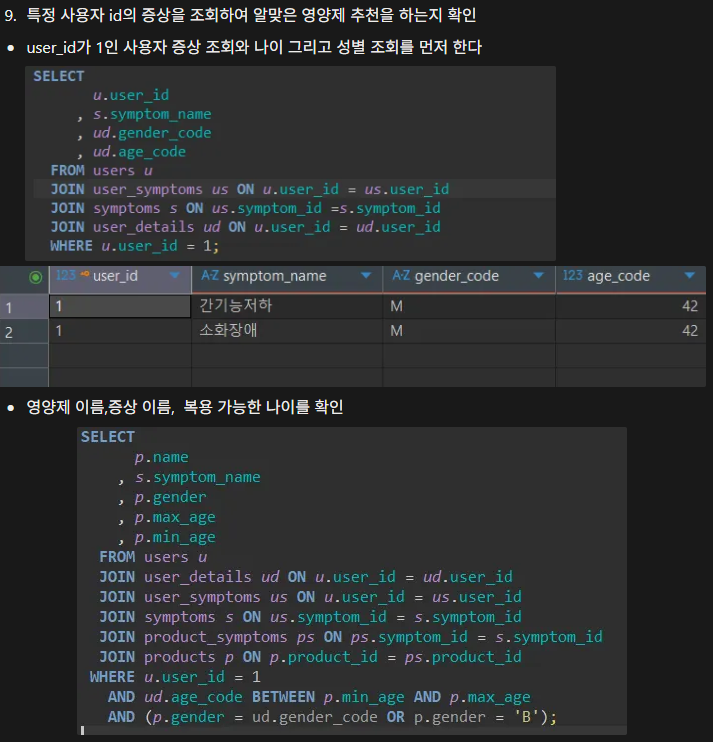 9. 특정 사용자 id의 증상을 조회하여 알맞은 영양제 추천을 하는지 확인
• user_id가 1인 사용자 증상 조회와 나이 그리고 성별 조회를 먼저 한다
SELECT
u.user_id
, s.symptom_name
, ud.gender_code
, ud.age_code
FROM users u
JOIN user_symptoms us ON u.user_id = us.user_id
JOIN symptoms s ON us.symptom_id =s.symptom_id
JOIN user_details ud ON u.user_id = ud.user_id
WHERE u.user_id = 1;
123 user_id A-Z symptom_name A-Z gender_code 123 age_code
1 1 간기능저하 M 42
2 1 소화장애 M 42
• 영양제 이름,증상 이름, 복용 가능한 나이를 확인
SELECT
p.name
, s.symptom_name
, p.gender
, p.max_age
, p.min_age
FROM users u
JOIN user_details ud ON u.user_id = ud.user_id
JOIN user_symptoms us ON u.user_id = us.user_id
JOIN symptoms s ON us.symptom_id = s.symptom_id
JOIN product_symptoms ps ON ps.symptom_id = s.symptom_id
JOIN products p ON p.product_id = ps.product_id
WHERE u.user_id = 1
AND ud.age_code BETWEEN p.min_age AND p.max_age
AND (p.gender = ud.gender_code OR p.gender = 'B');